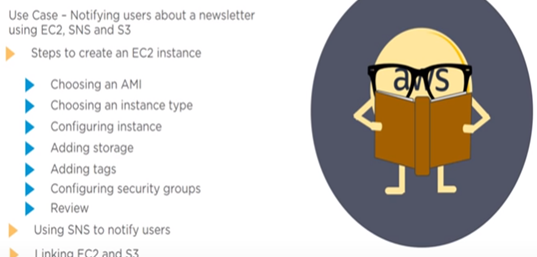 Use Case – Notifying users about a newsletter
using EC2, SNS and S3
Steps to create an EC2 instance
Choosing an AMI
Choosing an instance type
Configuring instance
Adding storage
Adding tags
Configuring security groups
Review
Using SNS to notify users
Linking EC2 and S3
aws